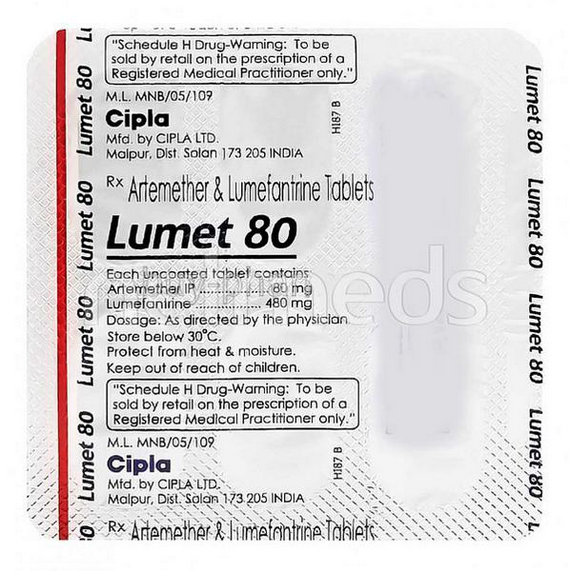 "Schedule H Drug-Warning: To be
sold by retail on the prescription of a
Registered Medical Practitioner only."
M.L. MNB/05/109
Cipla
Mfd. by CIPLA LTD.
Malpur, Dist. Solan 173 205 INDIA
H187 B
Rx Artemether & Lumefantrine Tablets
Lumet 80
Each uncoated tablet contains
Artemether IP ........ 80 mg
Lumefantrine ........ 480 mg
Dosage: As directed by the physician.
Store below 30°C.
Protect from heat & moisture.
Keep out of reach of children.
"Schedule H Drug-Warning: To be
sold by retail on the prescription of a
Registered Medical Practitioner only."
M.L. MNB/05/109
Cipla
Mfd. by CIPLA LTD.
Malpur, Dist. Solan 173 205 INDIA
H187 B
Rx Artemether & Lumefantrine Tablets
Lumet 80
Lumet 80
Lumet 80
Lumet 80
Lumet 80
Lumet 80
Lumet 80
Lumet 80